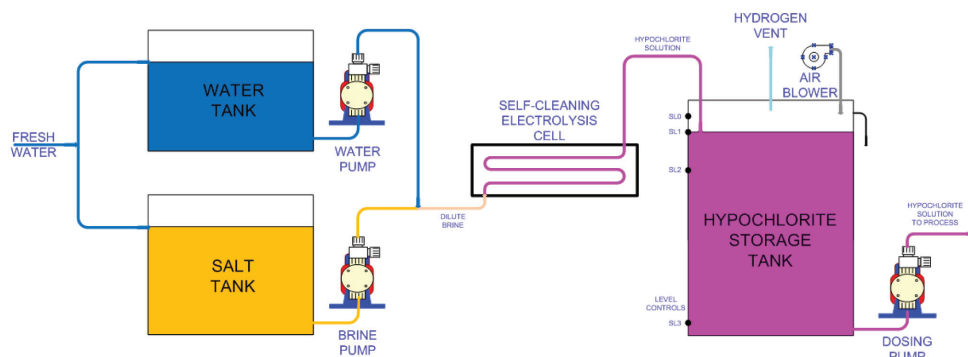 FRESH
WATER
WATER
TANK
WATER
PUMP
SALT
TANK
BRINE
PUMP
DILUTE
BRINE
SELF-CLEANING
ELECTROLYSIS
CELL
HYPOCHLORITE
SOLUTION
HYDROGEN
VENT
AIR
BLOWER
SL0
SL1
SL2
HYPOCHLORITE
STORAGE
TANK
LEVEL
CONTROLS
SL3
HYPOCHLORITE
SOLUTION
TO PROCESS
DOSING
PUMP